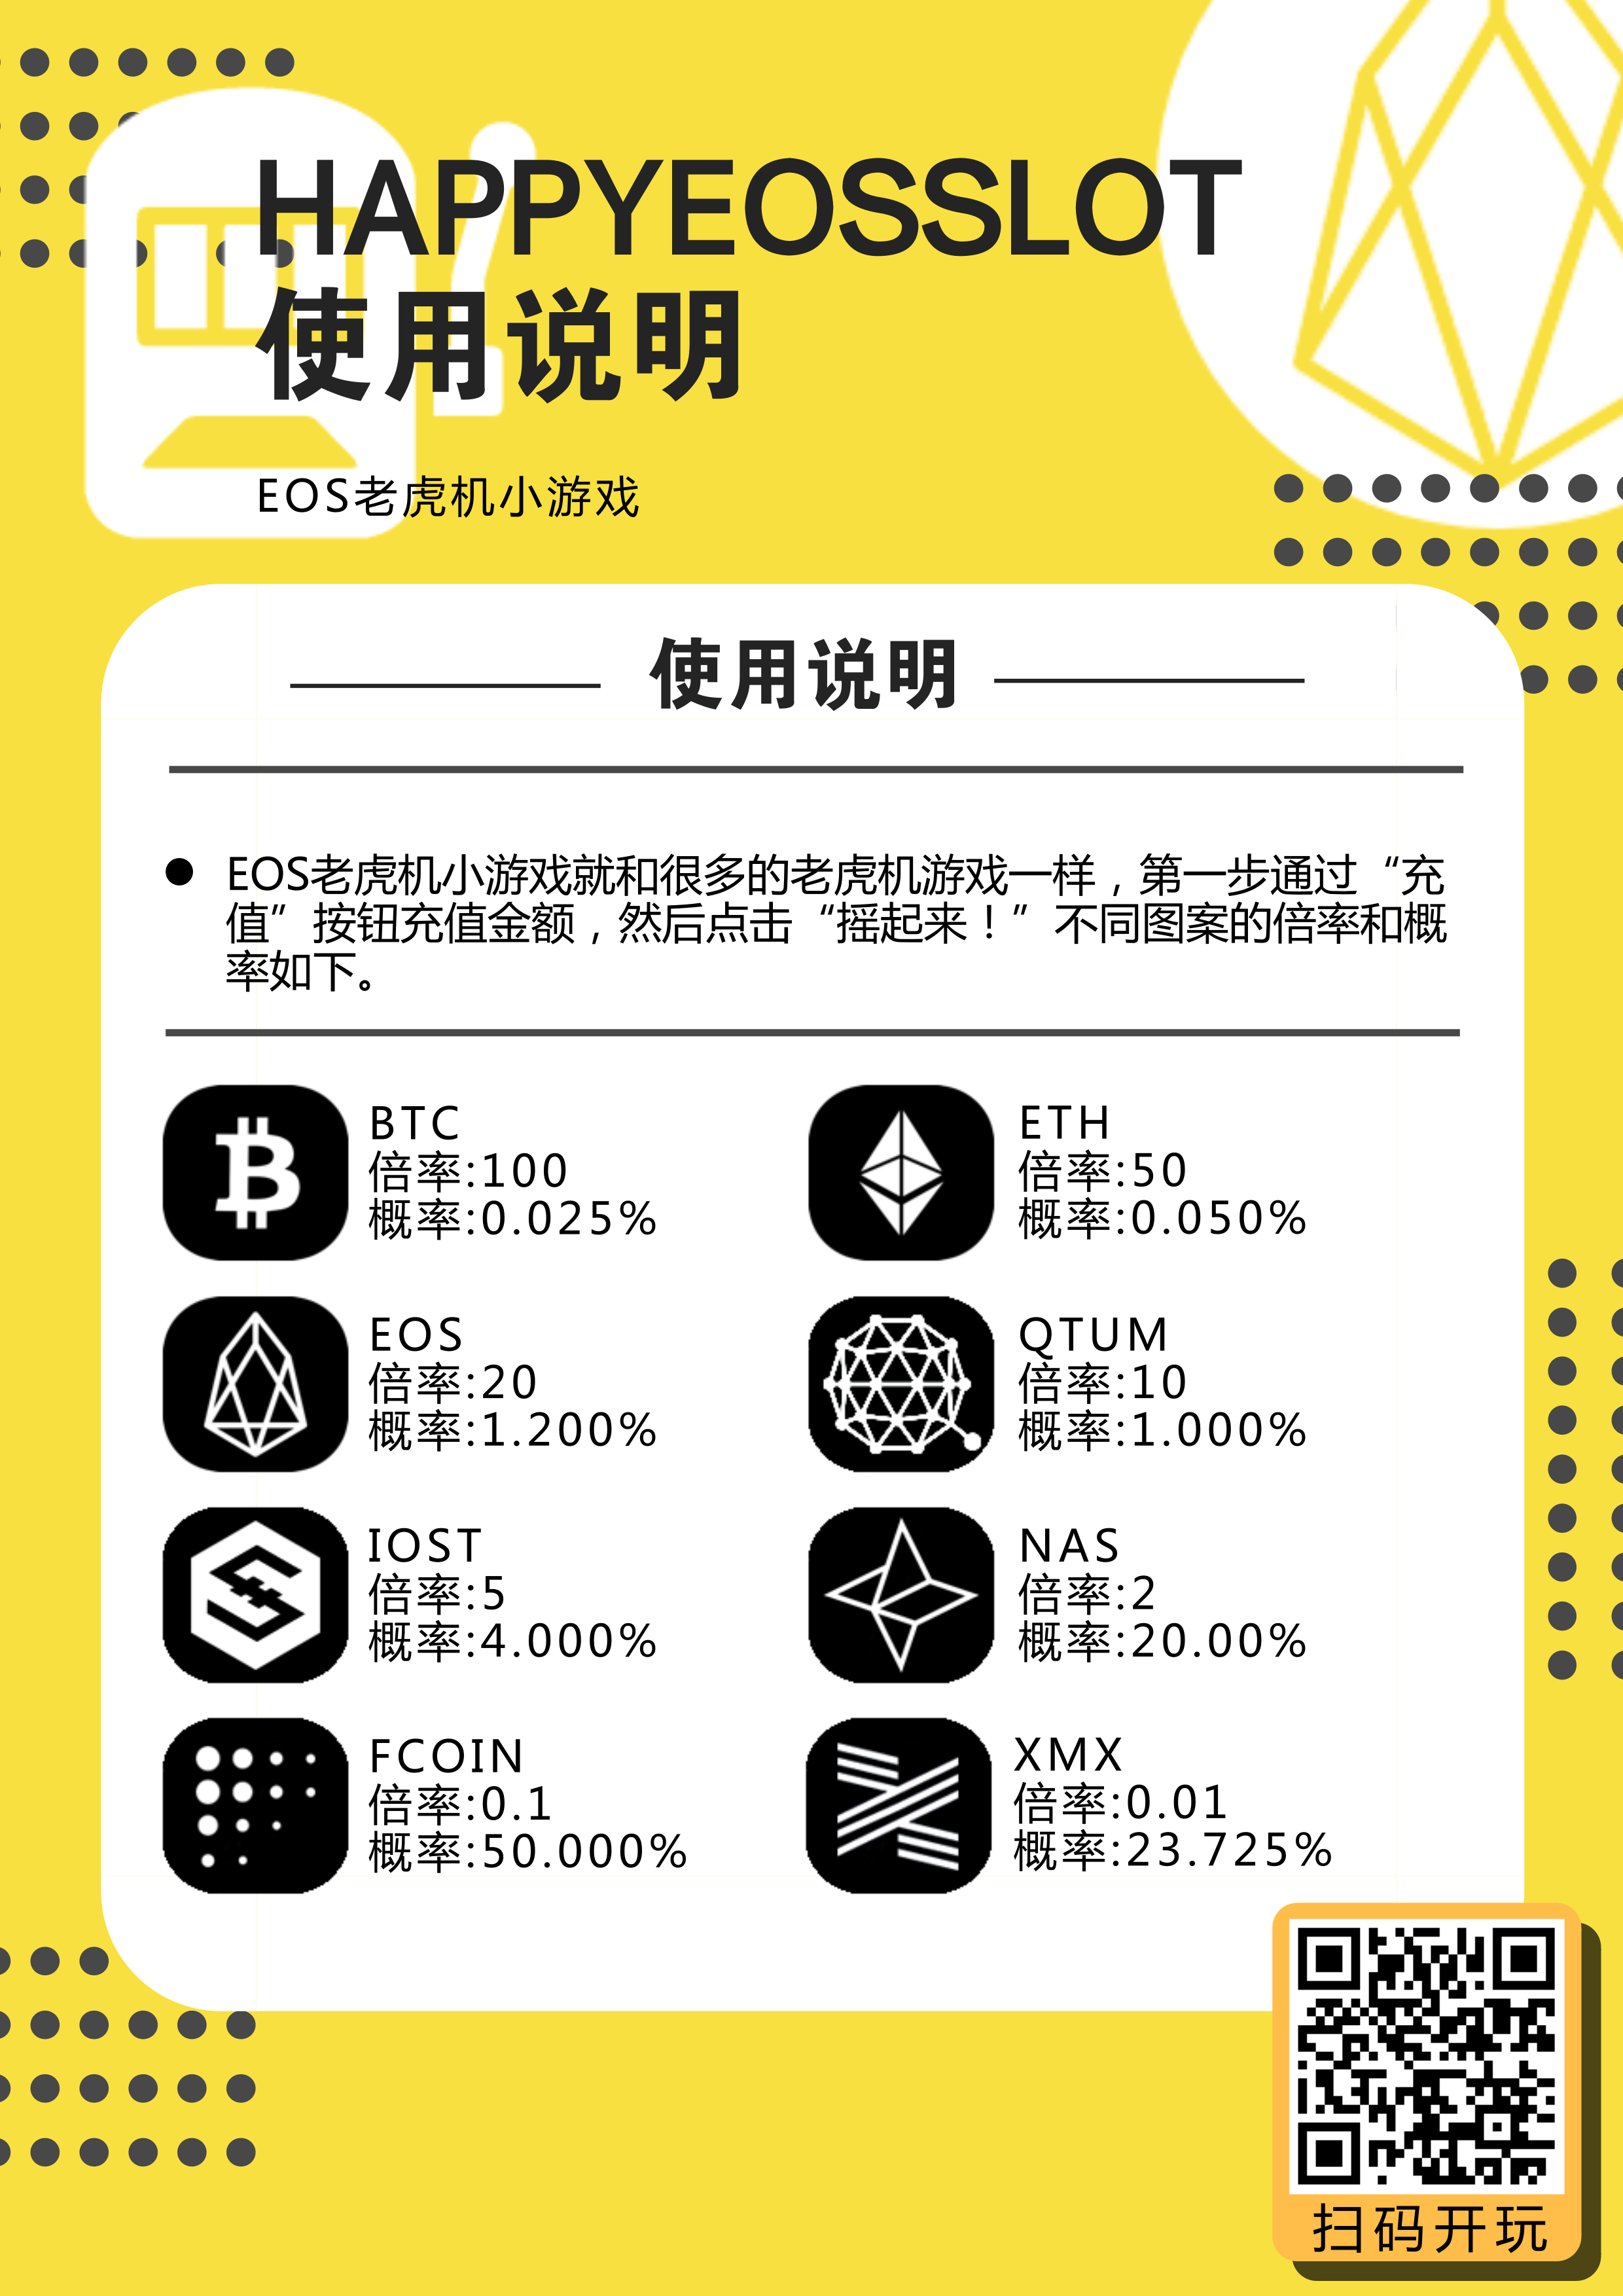 HAPPYEOSSLOT
使用说明
EOS老虎机小游戏
使用说明
EOS老虎机小游戏就和很多的老虎机游戏一样，第一步通过“充
值”按钮充值金额，然后点击“摇起来！”不同图案的倍率和概
率如下。
BTC
倍率:100
概率:0.025%
ETH
倍率:50
概率:0.050%
EOS
倍率:20
概率:1.200%
QTUM
倍率:10
概率:1.000%
IOST
倍率:5
概率:4.000%
NAS
倍率:2
概率:20.00%
FCOIN
倍率:0.1
概率:50.000%
XMX
倍率:0.01
概率:23.725%
扫码开玩